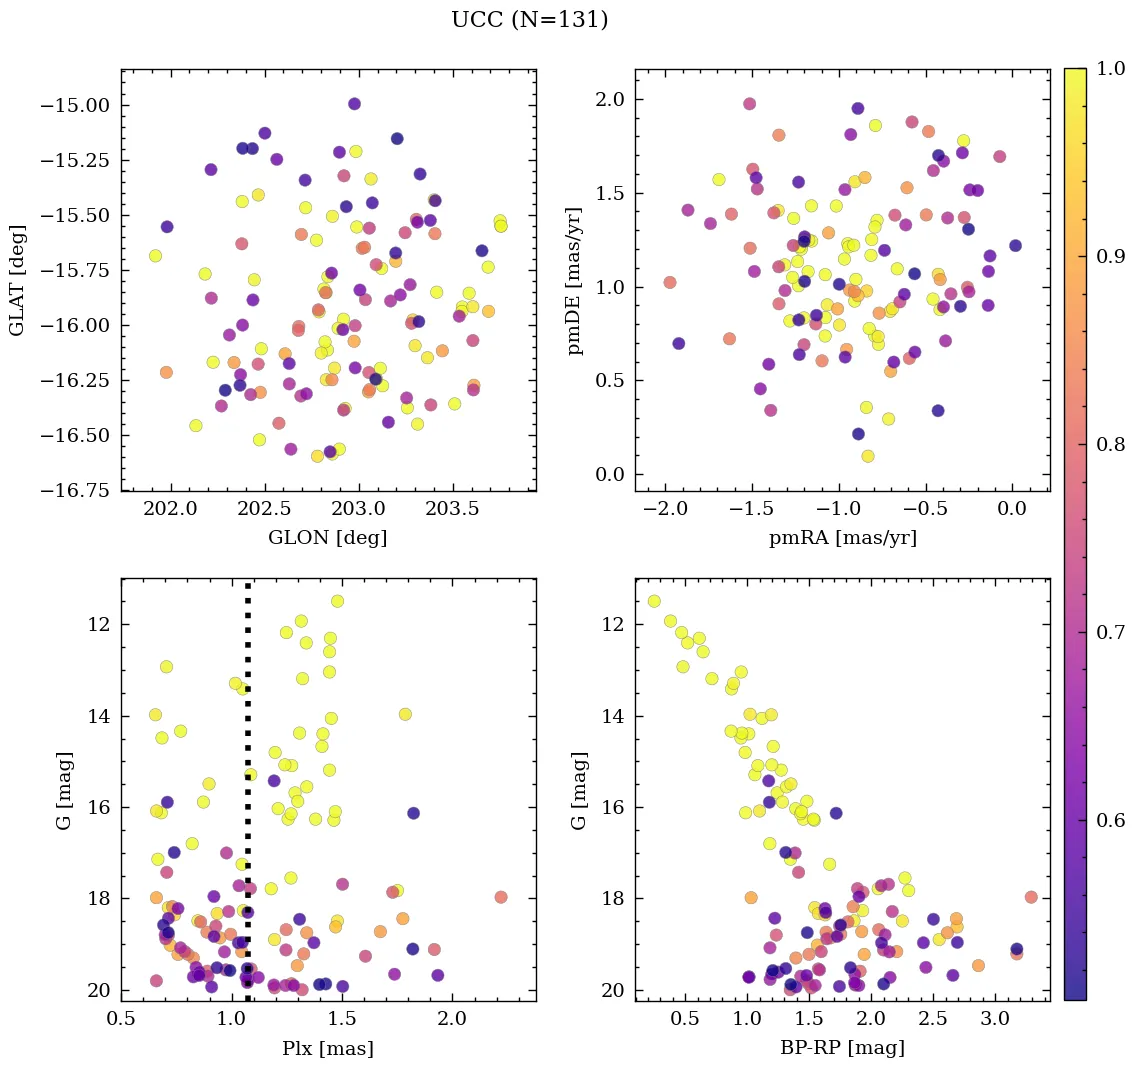 UCC (N=131)
−15.00
−15.25
−15.50
−15.75
−16.00
−16.25
−16.50
−16.75
GLAT [deg]
202.0 202.5 203.0 203.5
GLON [deg]
2.0
1.5
1.0
0.5
0.0
pmDE [mas/yr]
−2.0 −1.5 −1.0 −0.5 0.0
pmRA [mas/yr]
12
14
16
18
20
G [mag]
0.5 1.0 1.5 2.0
Plx [mas]
12
14
16
18
20
G [mag]
0.5 1.0 1.5 2.0 2.5 3.0
BP-RP [mag]
1.0
0.9
0.8
0.7
0.6